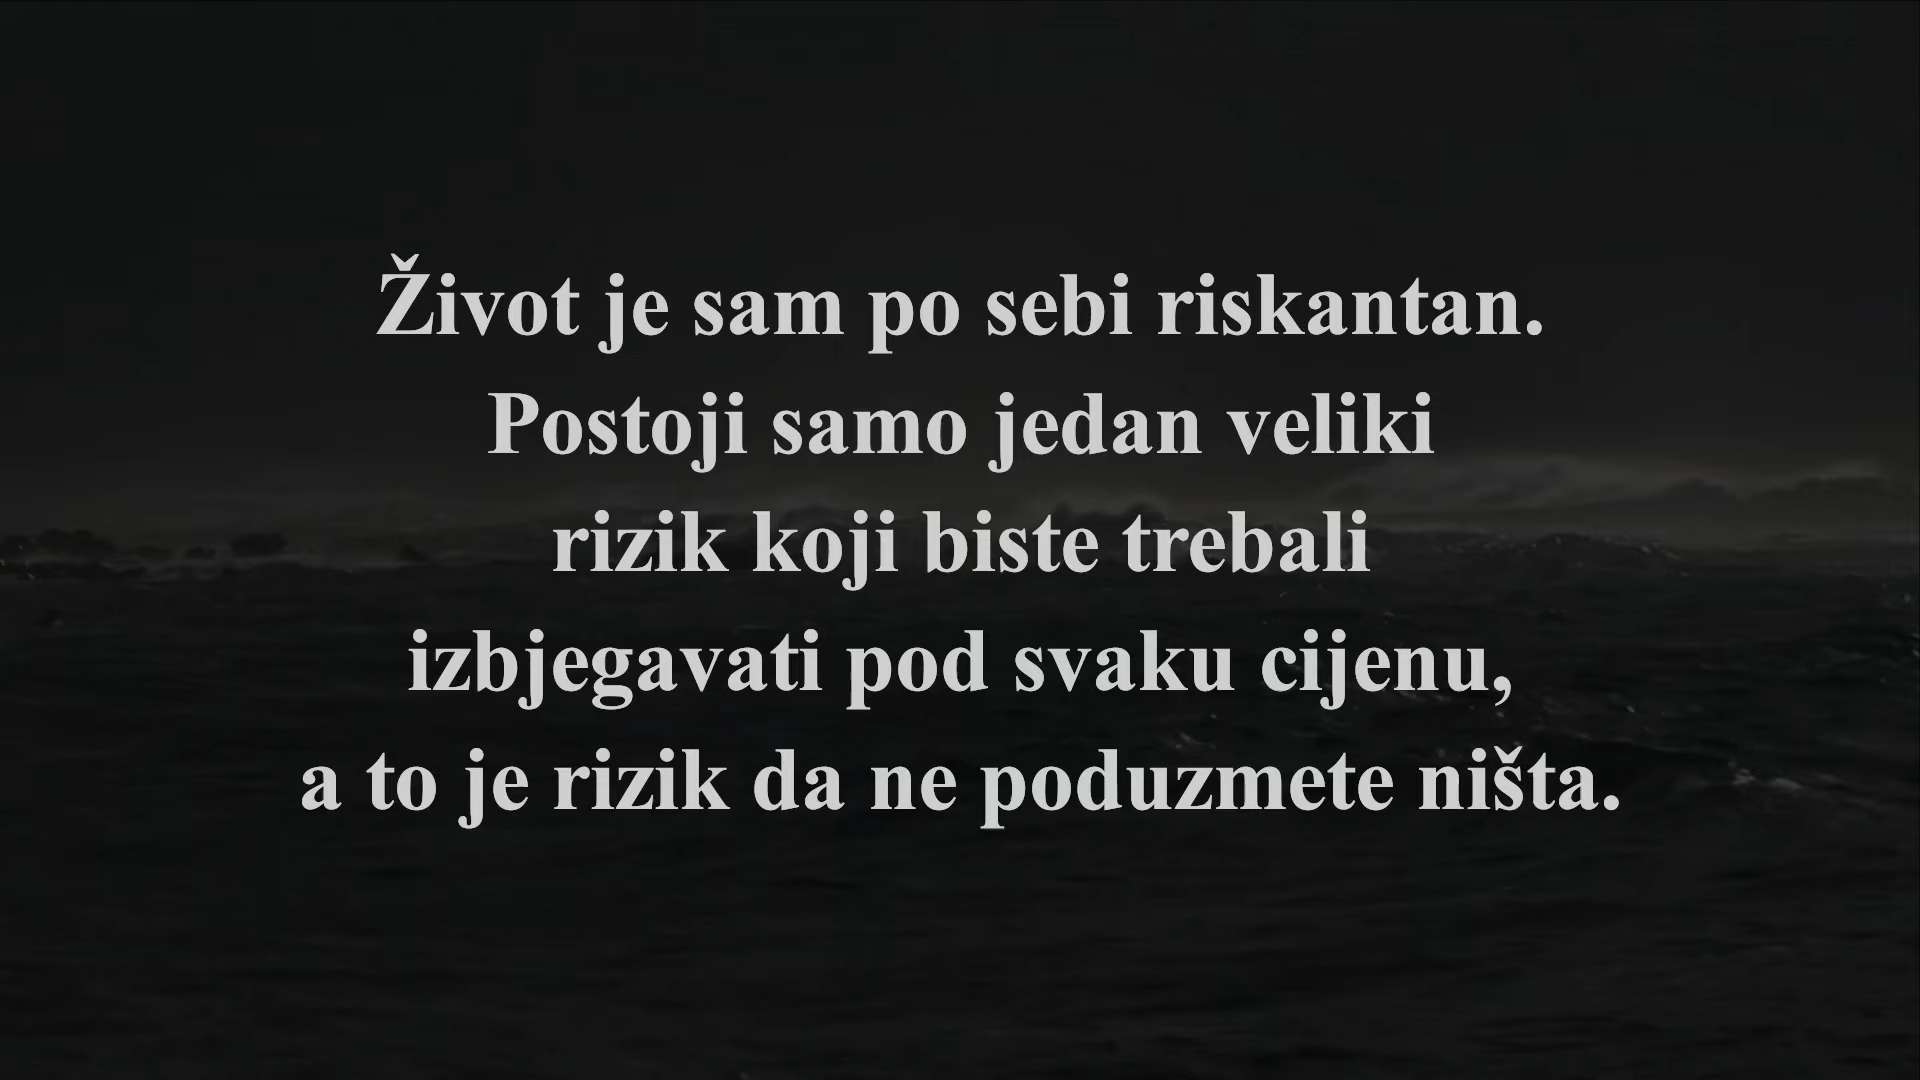 Život je sam po sebi riskantan.
Postoji samo jedan veliki
rizik koji biste trebali
izbjegavati pod svaku cijenu,
a to je rizik da ne poduzmete ništa.